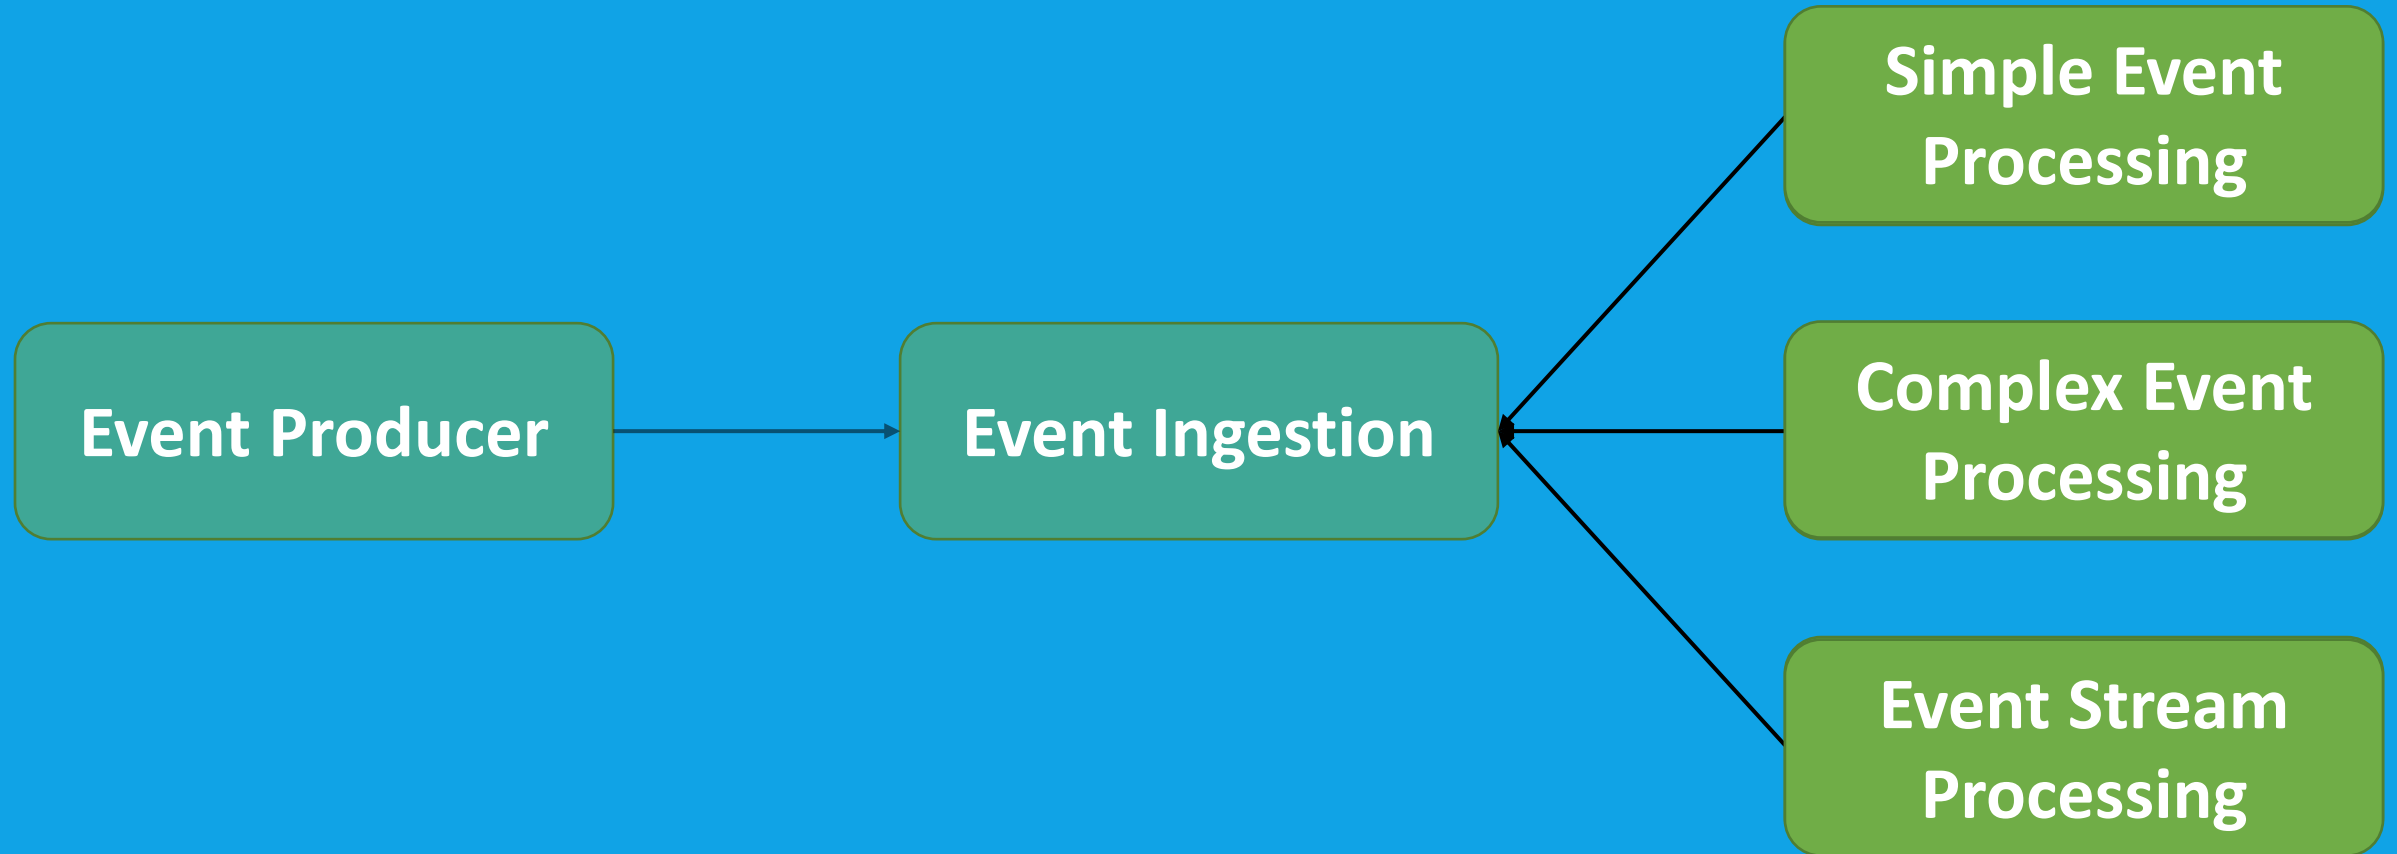 Event Producer
Event Ingestion
Simple Event
Processing
Complex Event
Processing
Event Stream
Processing